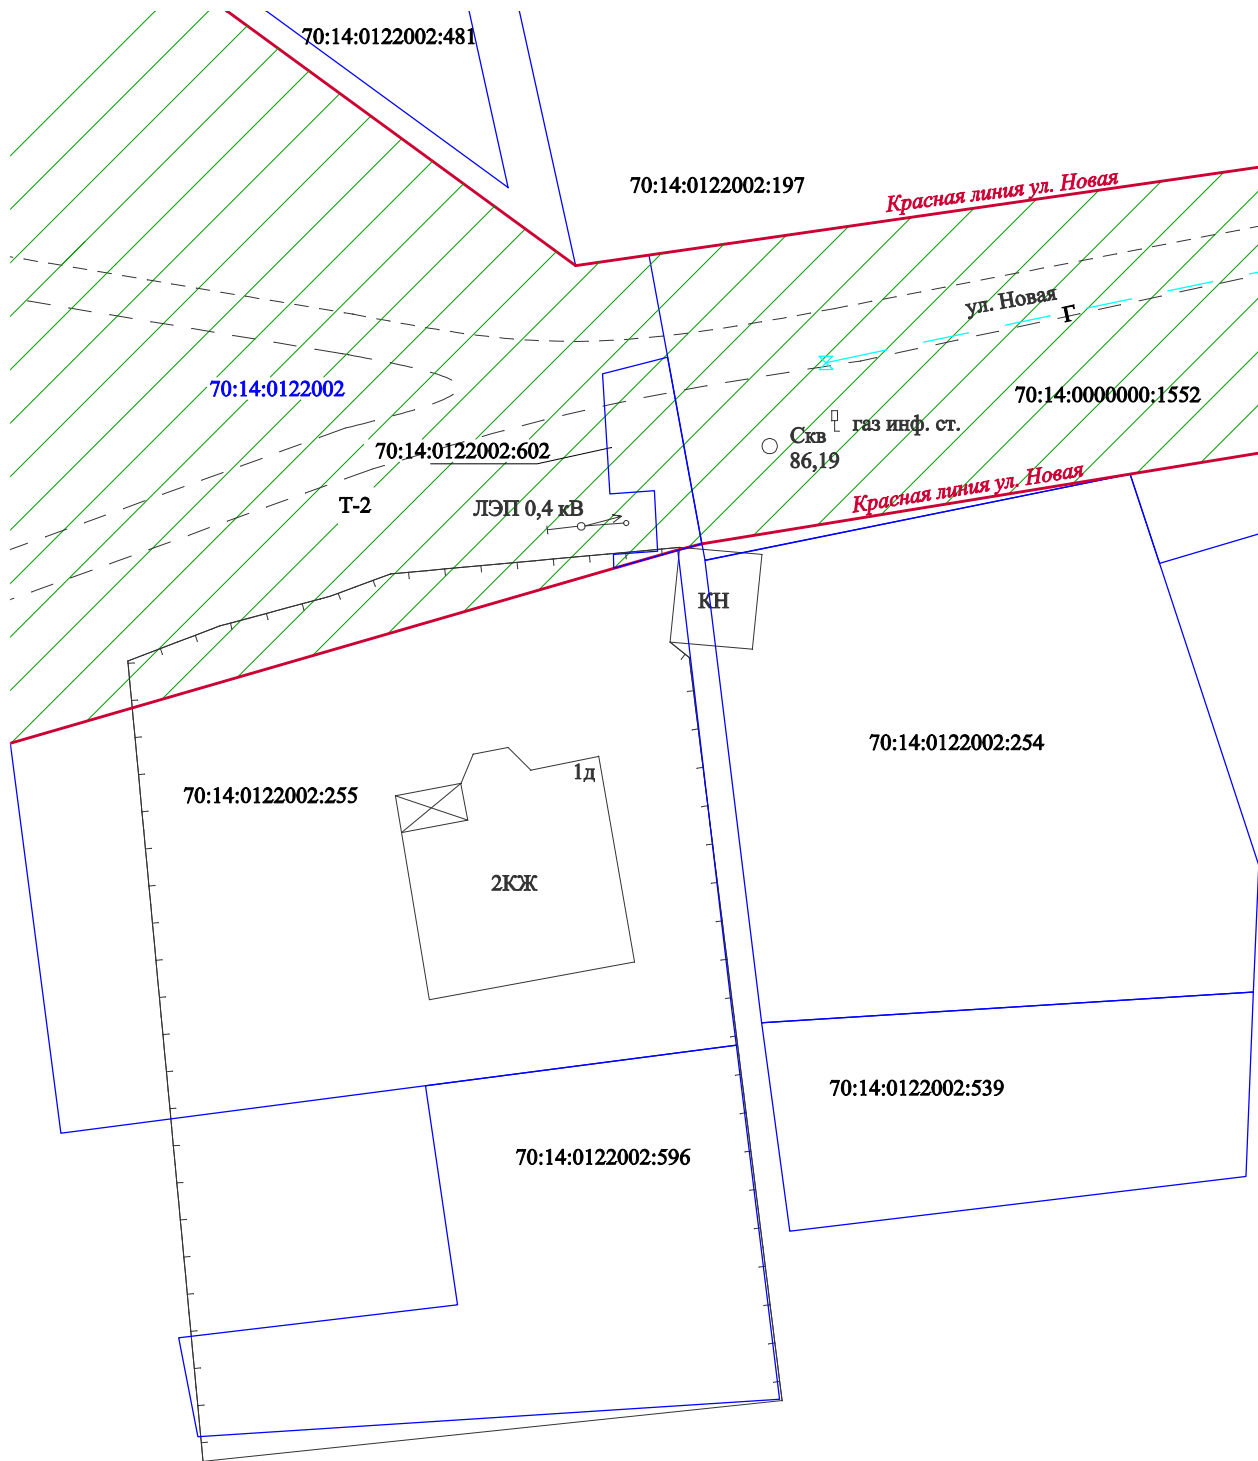 70:14:0122002:481
70:14:0122002:197
Красная линия ул. Новая
ул. Новая
Г
70:14:0122002
70:14:0000000:1552
газ инф. ст.
Скв
86,19
70:14:0122002:602
Красная линия ул. Новая
Т-2
ЛЭП 0,4 кВ
КН
70:14:0122002:254
1д
70:14:0122002:255
2КЖ
70:14:0122002:539
70:14:0122002:596